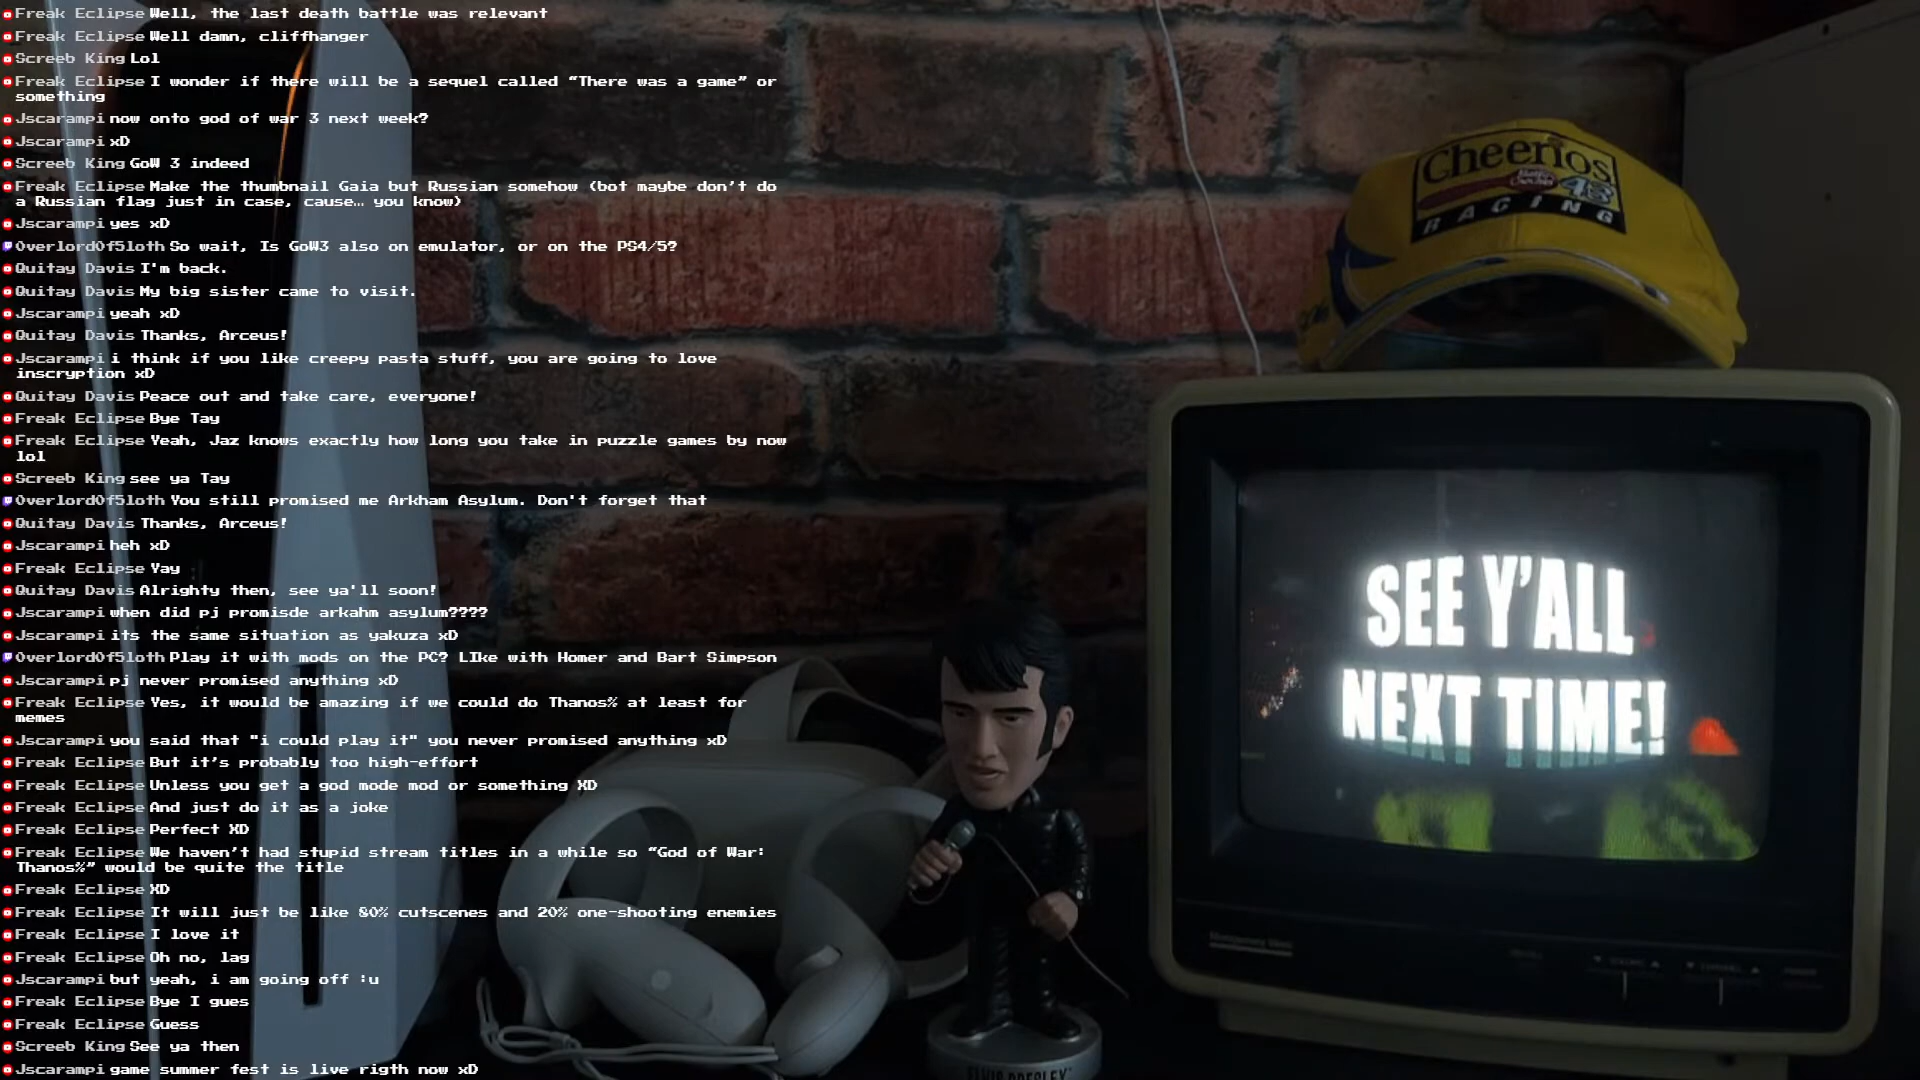 Freak Eclipse Well, the last death battle was relevant
Freak Eclipse Well damn, cliffhanger
Screeb King Lol
Freak Eclipse I wonder if there will be a sequel called “There was a game” or
something
Jscarampi now onto god of war 3 next week?
Jscarampi xD
Screeb King GoW 3 indeed
Freak Eclipse Make the thumbnail Gaia but Russian somehow (bot maybe don’t do
a Russian flag just in case, cause… you know)
Jscarampi yes xD
OverlordOf5loth So wait, Is GoW3 also on emulator, or on the PS4/5?
Quitay Davis I'm back.
Quitay Davis My big sister came to visit.
Jscarampi yeah xD
Quitay Davis Thanks, Arceus!
Jscarampi i think if you like creepy pasta stuff, you are going to love
inscryption xD
Quitay Davis Peace out and take care, everyone!
Freak Eclipse Bye Tay
Freak Eclipse Yeah, Jaz knows exactly how long you take in puzzle games by now
lol
Screeb King see ya Tay
OverlordOf5loth You still promised me Arkham Asylum. Don't forget that
Quitay Davis Thanks, Arceus!
Jscarampi heh xD
Freak Eclipse Yay
Quitay Davis Alrighty then, see ya'll soon!
Jscarampi when did pj promisde arkahm asylum????
Jscarampi its the same situation as yakuza xD
OverlordOf5loth Play it with mods on the PC? LIke with Homer and Bart Simpson
Jscarampi pj never promised anything xD
Freak Eclipse Yes, it would be amazing if we could do Thanos% at least for
memes
Jscarampi you said that "i could play it" you never promised anything xD
Freak Eclipse But it’s probably too high-effort
Freak Eclipse Unless you get a god mode mod or something XD
Freak Eclipse And just do it as a joke
Freak Eclipse Perfect XD
Freak Eclipse We haven’t had stupid stream titles in a while so “God of War:
Thanos%” would be quite the title
Freak Eclipse XD
Freak Eclipse It will just be like 80% cutscenes and 20% one-shooting enemies
Freak Eclipse I love it
Freak Eclipse Oh no, lag
Jscarampi but yeah, i am going off :u
Freak Eclipse Bye I gues
Freak Eclipse Guess
Screeb King See ya then
Jscarampi game summer fest is live rigth now xD
Cheerios
43
RACING
SEE Y'ALL
NEXT TIME!
ELVIS PRESLEY